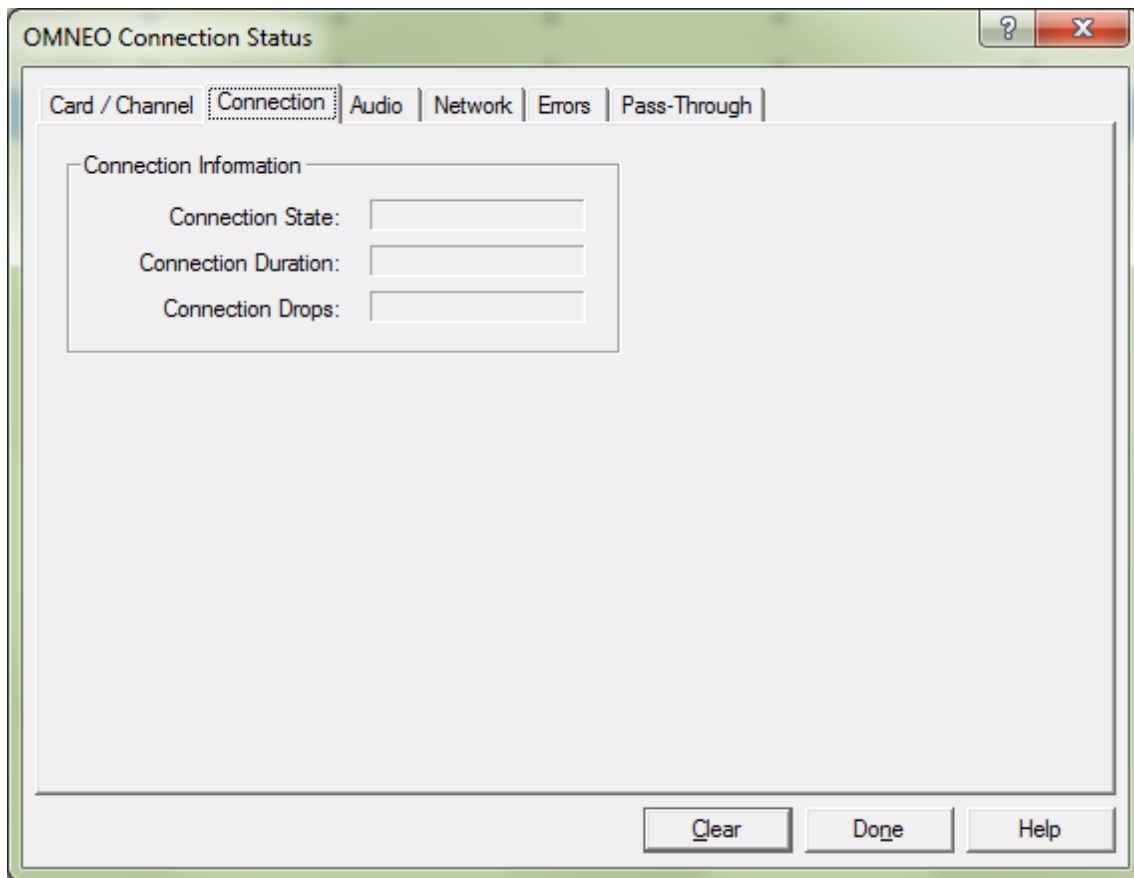 OMNEO Connection Status
?
X
Card / Channel Connection Audio Network Errors Pass-Through
Connection Information
Connection State:
Connection Duration:
Connection Drops:
Clear Done Help